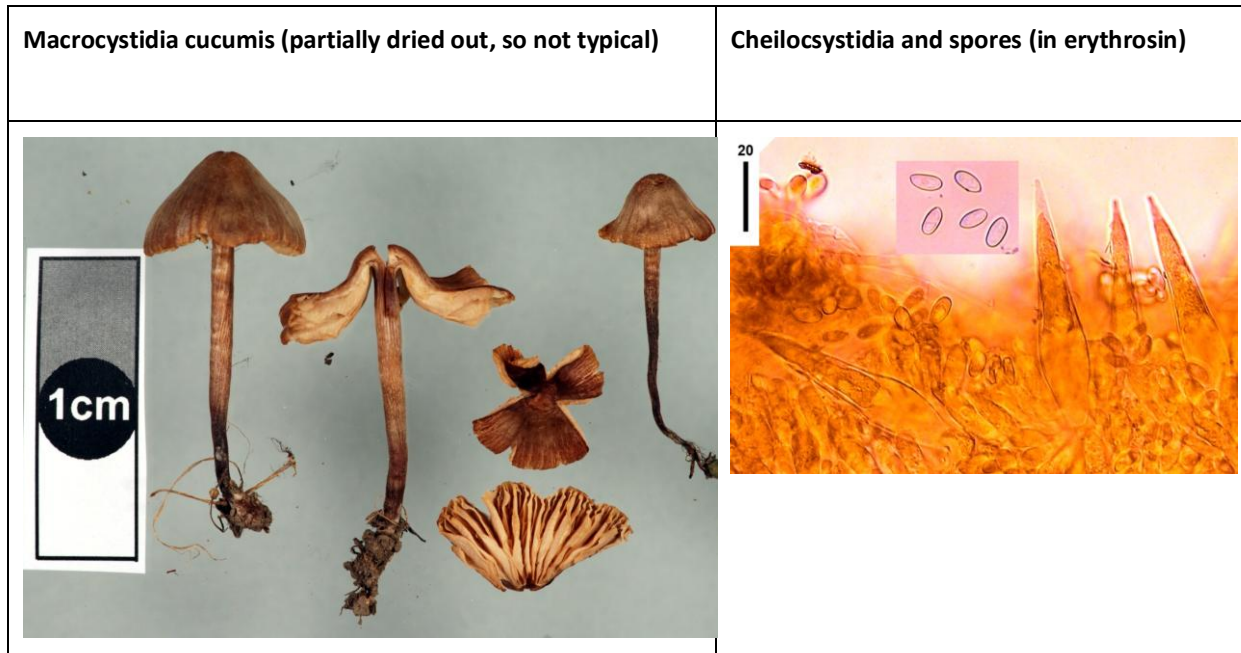 Macrocystidia cucumis (partially dried out, so not typical)
Cheilocsystidia and spores (in erythrosin)
1cm
20